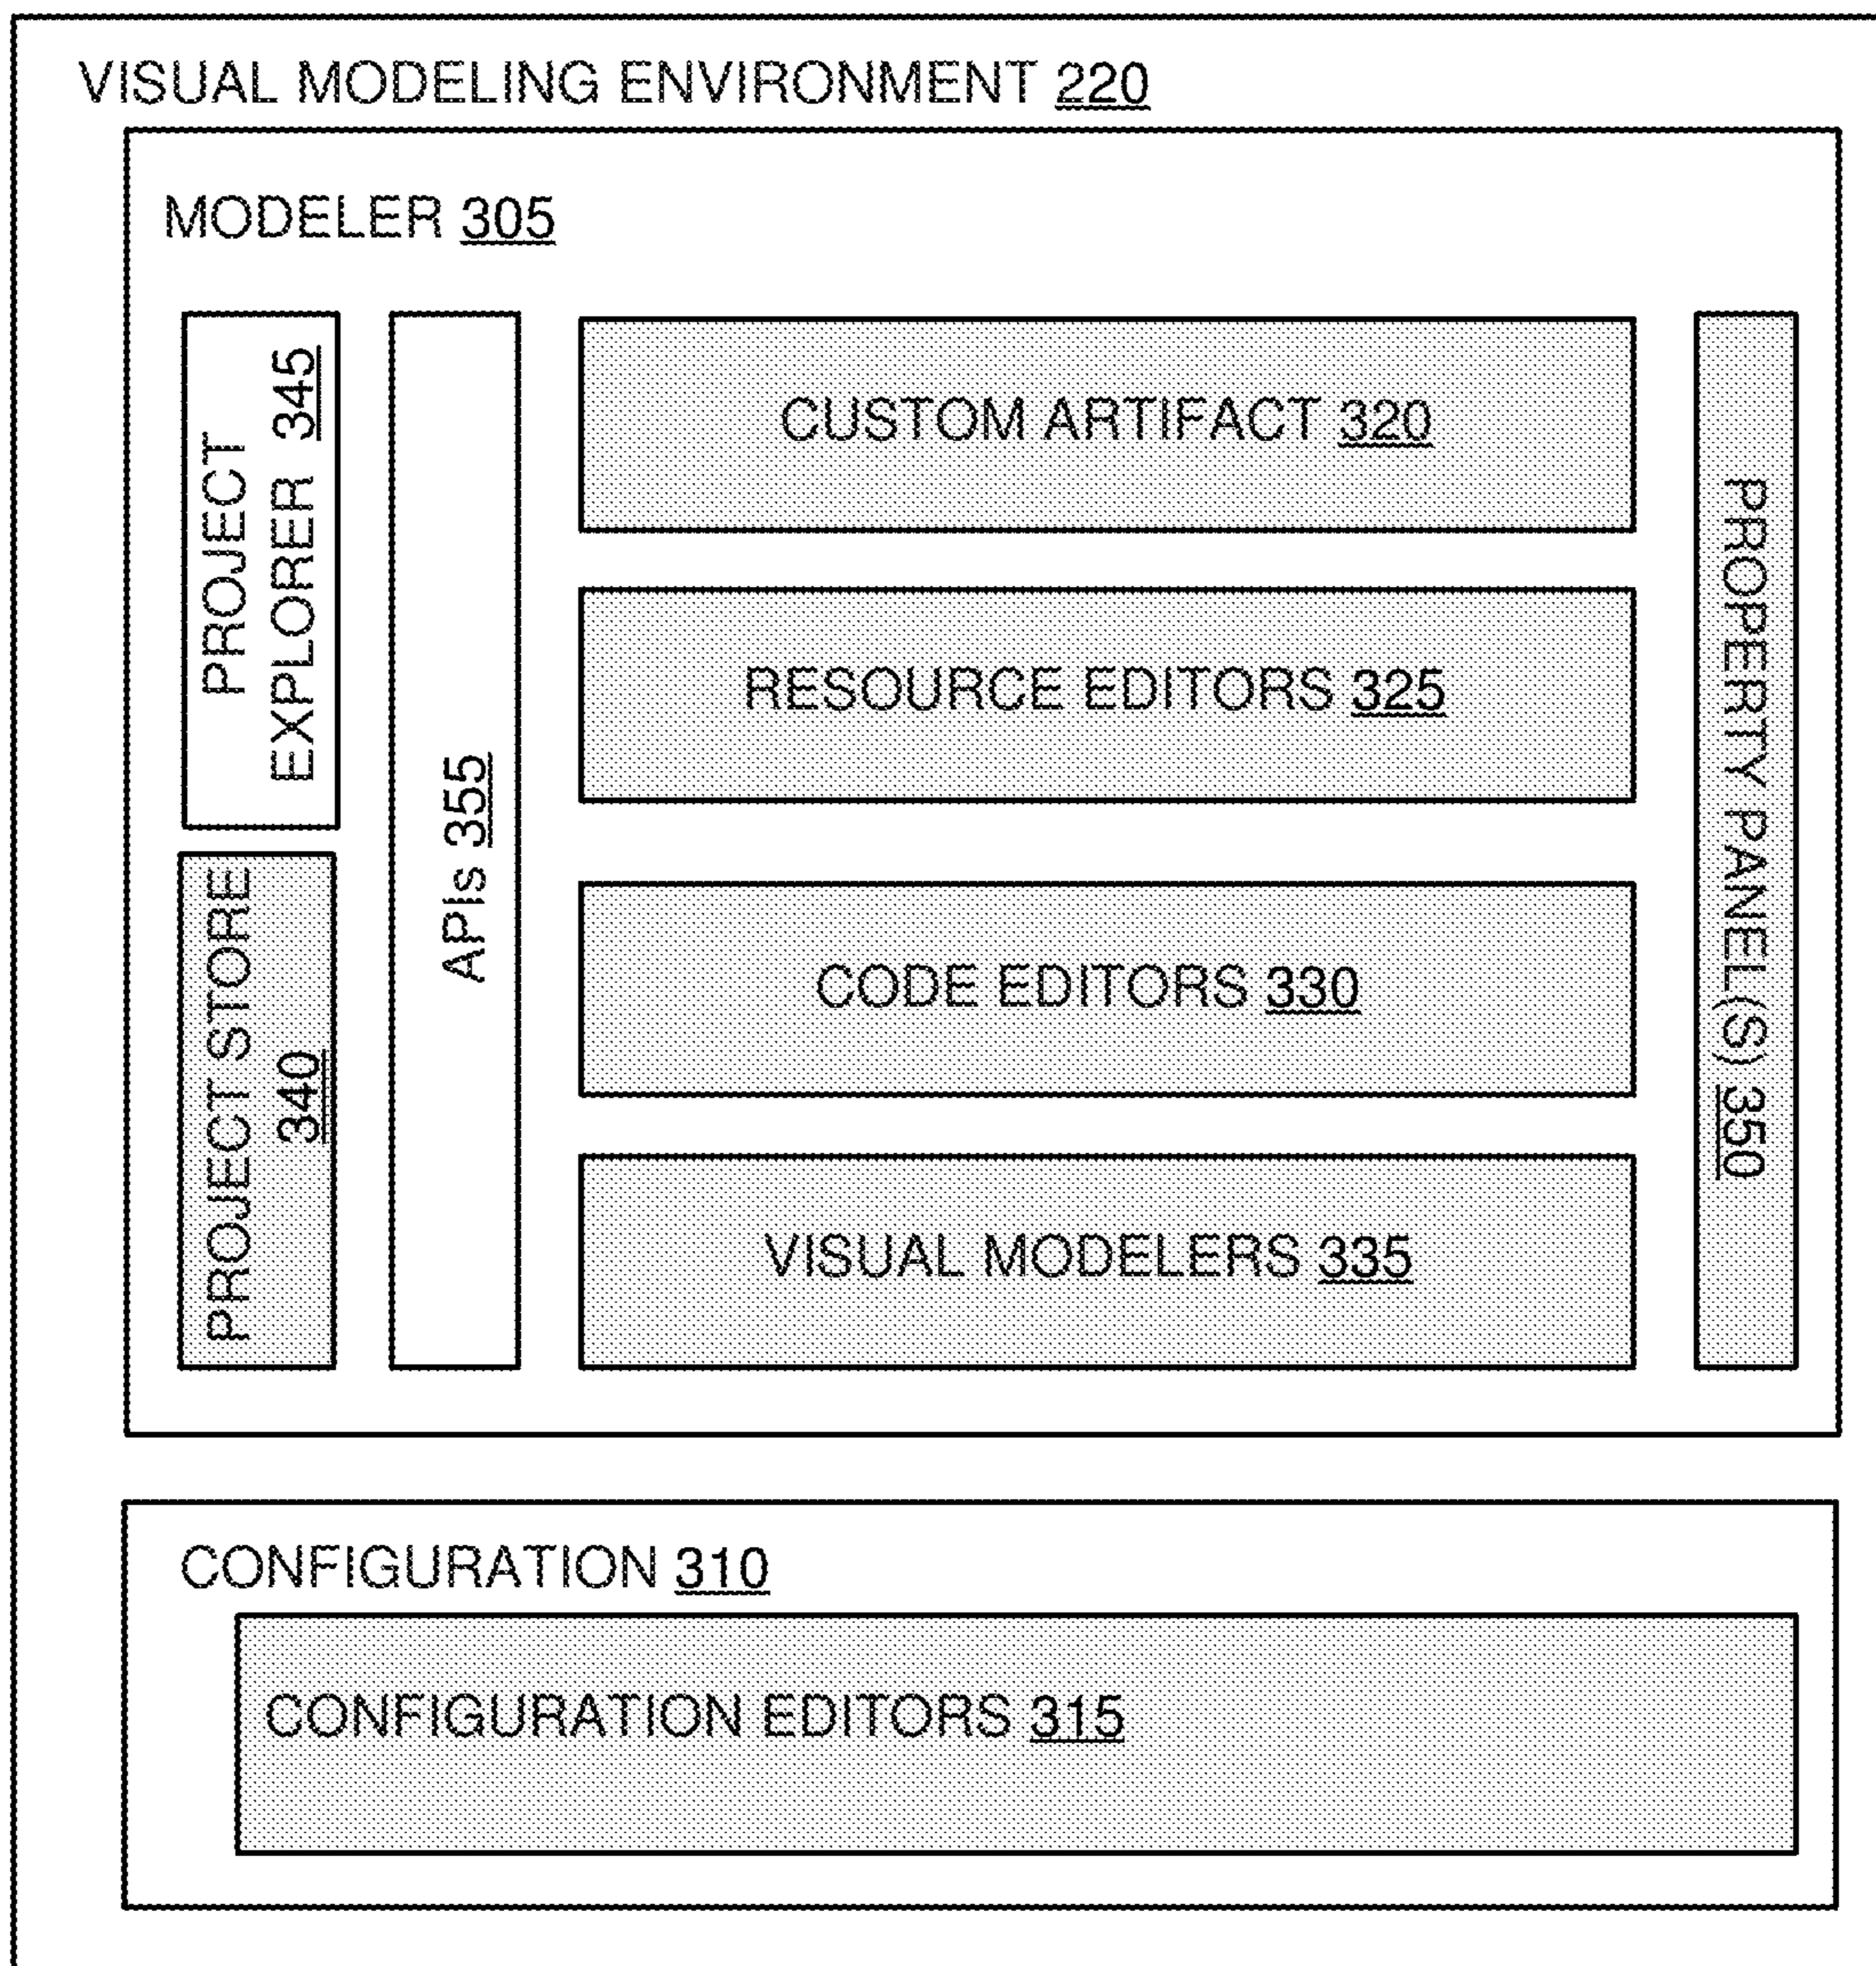 VISUAL MODELING ENVIRONMENT 220
MODELER 305
PROJECT
EXPLORER 345
PROJECT STORE
340
APIs 355
CUSTOM ARTIFACT 320
RESOURCE EDITORS 325
CODE EDITORS 330
VISUAL MODELERS 335
PROPERTY PANEL(S) 350
CONFIGURATION 310
CONFIGURATION EDITORS 315